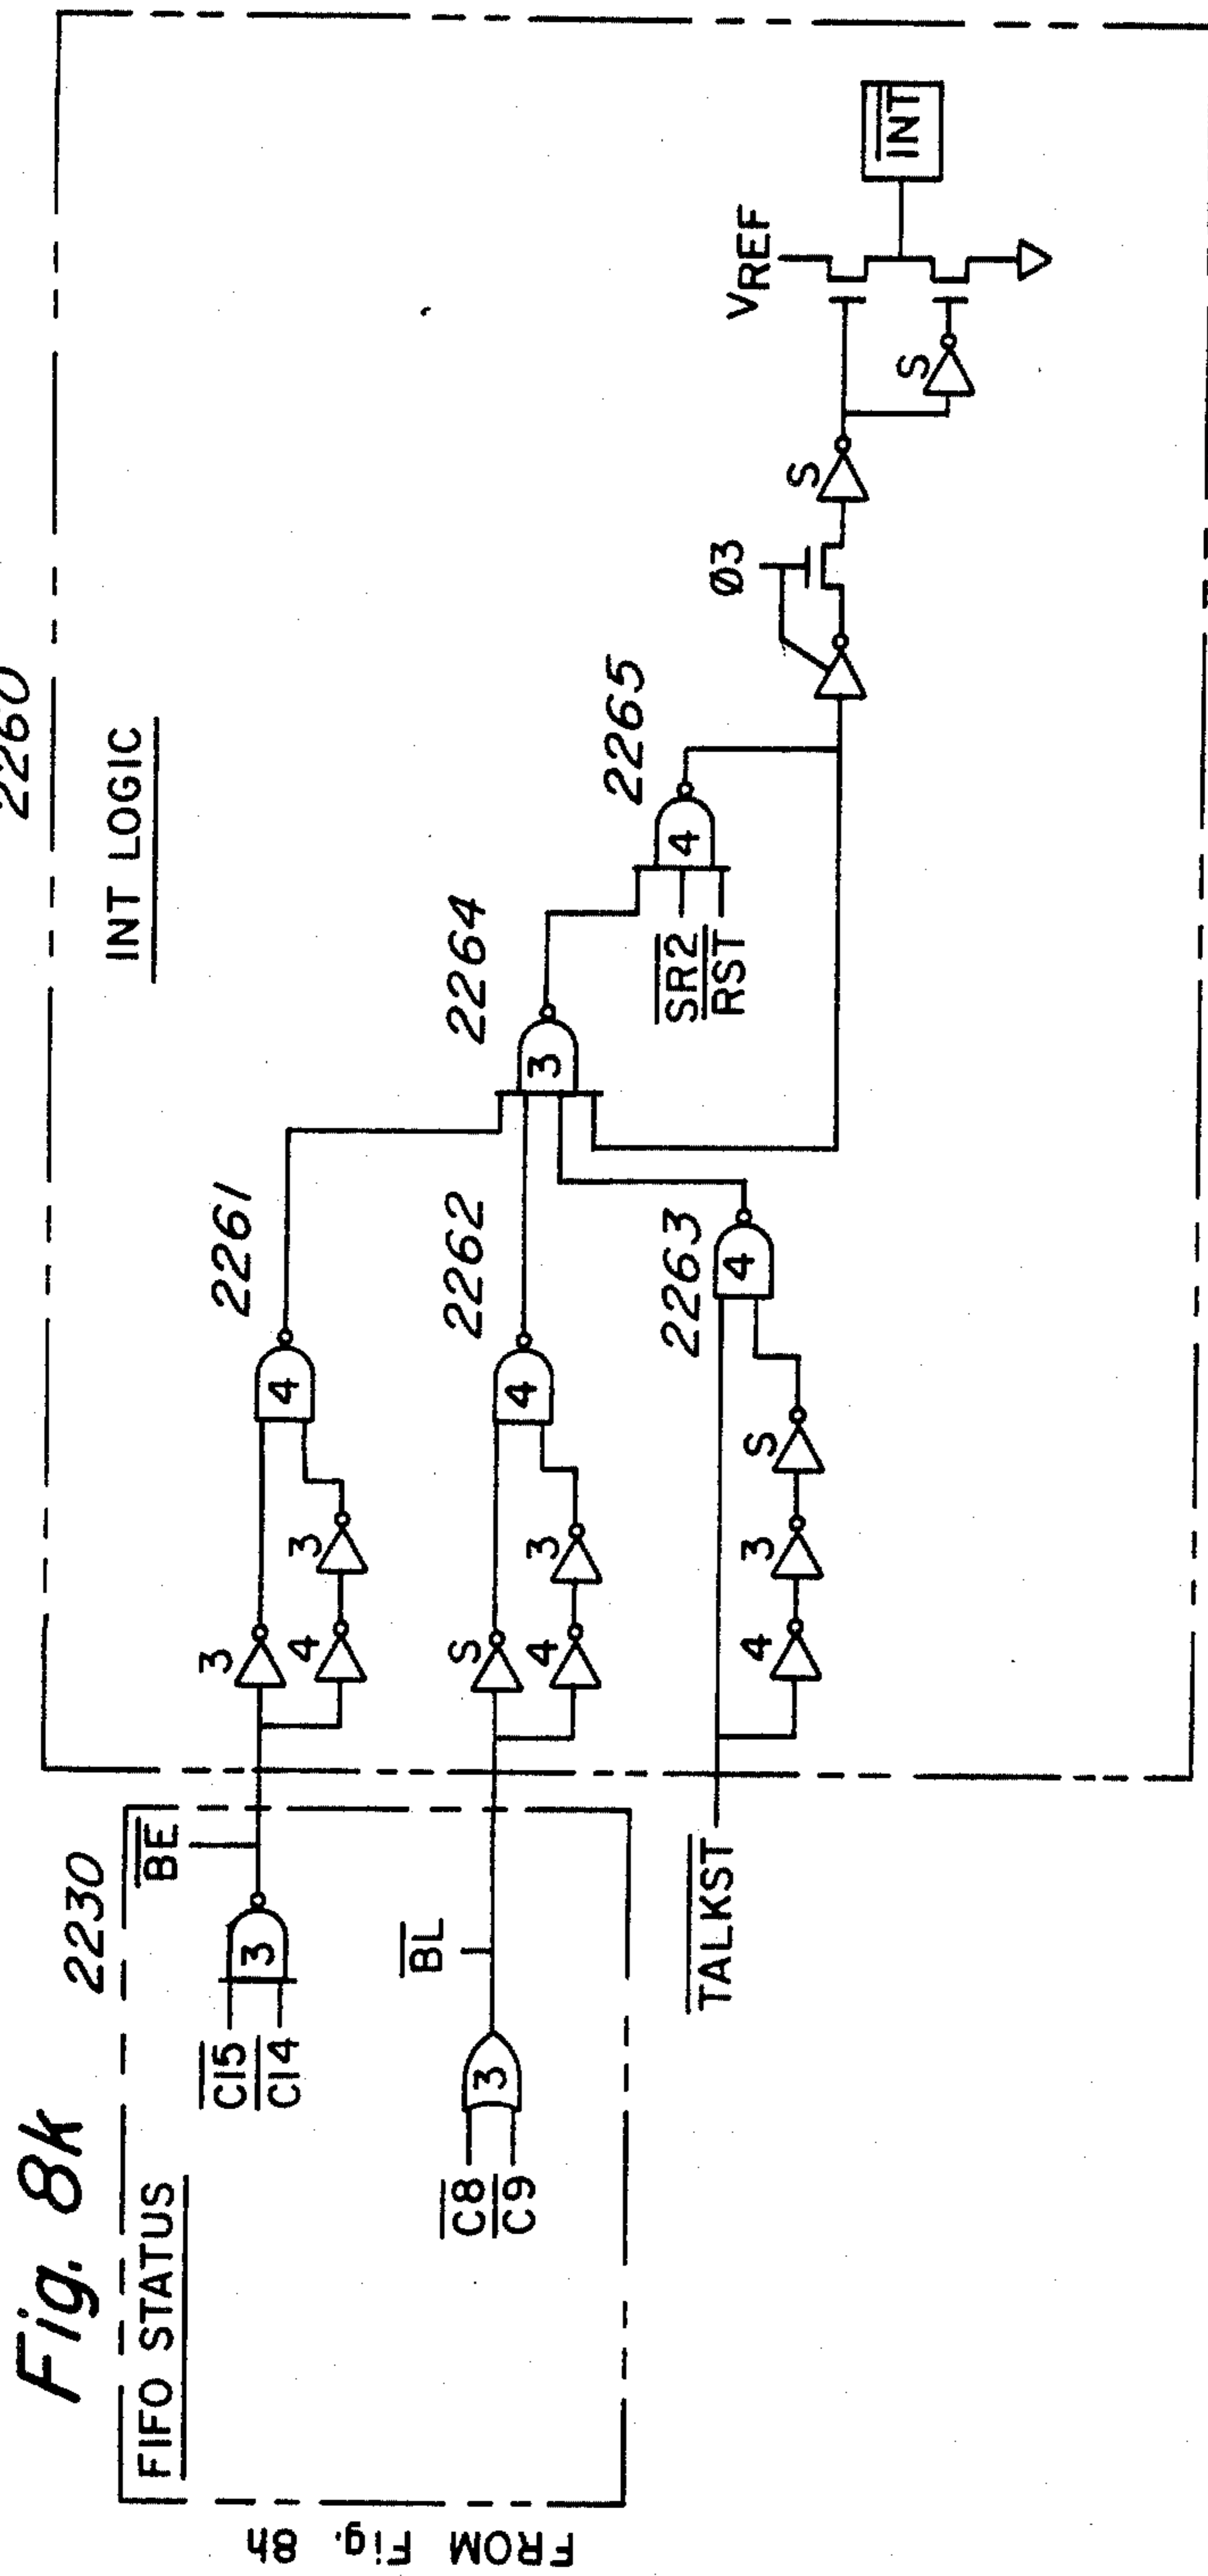 Fig. 8k
FROM Fig. 8h
FIFO STATUS
2230
C15
C14
3
BE
C8
C9
3
BL
TALKST
2260
INT LOGIC
3
4
3
4
2261
S
4
3
4
2262
4
3
S
4
2263
3
2264
SR2
RST
4
2265
Ø3
S
S
VREF
INT